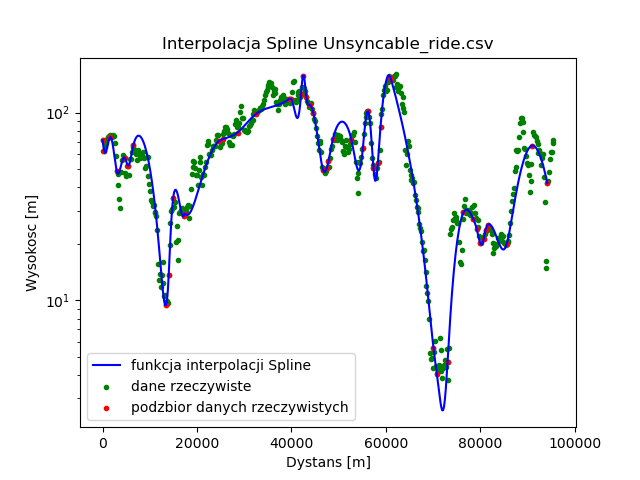 Interpolacja Spline Unsyncable_ride.csv
Wysokosc [m]
10²
10¹
funkcja interpolacji Spline
dane rzeczywiste
podzbior danych rzeczywistych
0 20000 40000 60000 80000 100000
Dystans [m]